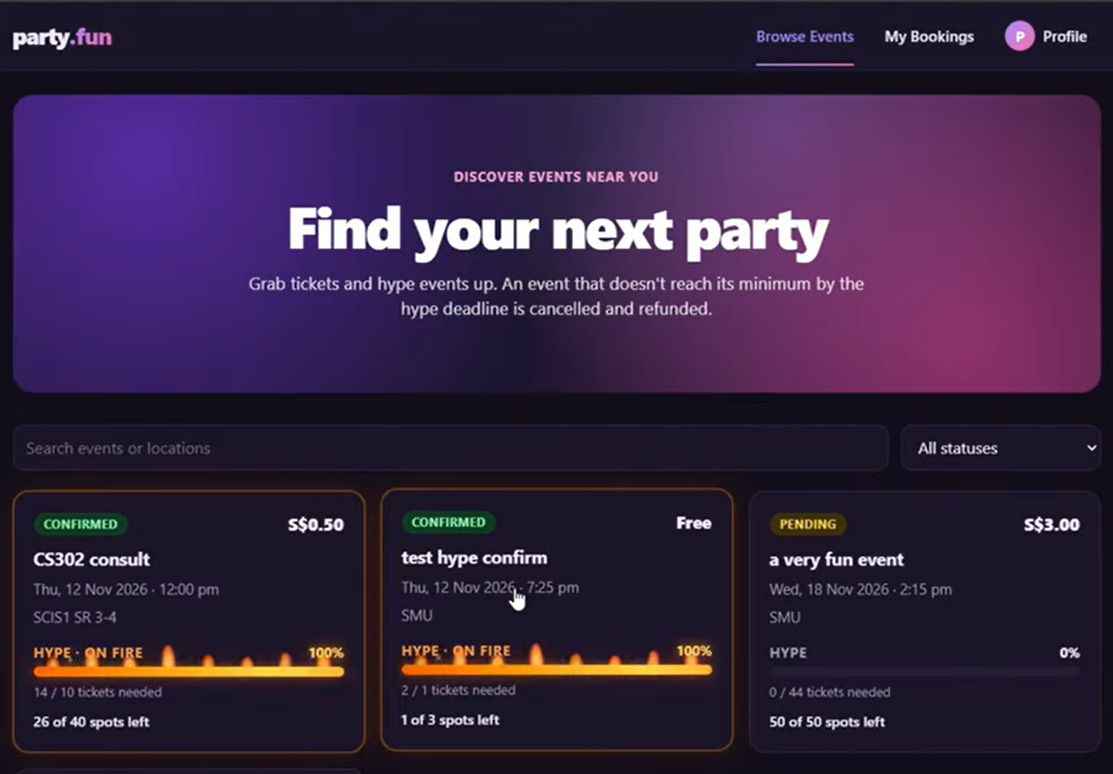 party.fun
Browse Events
My Bookings
P
Profile
DISCOVER EVENTS NEAR YOU
Find your next party
Grab tickets and hype events up. An event that doesn't reach its minimum by the
hype deadline is cancelled and refunded.
Search events or locations
All statuses
CONFIRMED
S$0.50
CS302 consult
Thu, 12 Nov 2026 · 12:00 pm
SCIS1 SR 3-4
HYPE · ON FIRE
100%
14 / 10 tickets needed
26 of 40 spots left
CONFIRMED
Free
test hype confirm
Thu, 12 Nov 2026 · 7:25 pm
SMU
HYPE · ON FIRE
100%
2 / 1 tickets needed
1 of 3 spots left
PENDING
S$3.00
a very fun event
Wed, 18 Nov 2026 · 2:15 pm
SMU
HYPE
0%
0 / 44 tickets needed
50 of 50 spots left